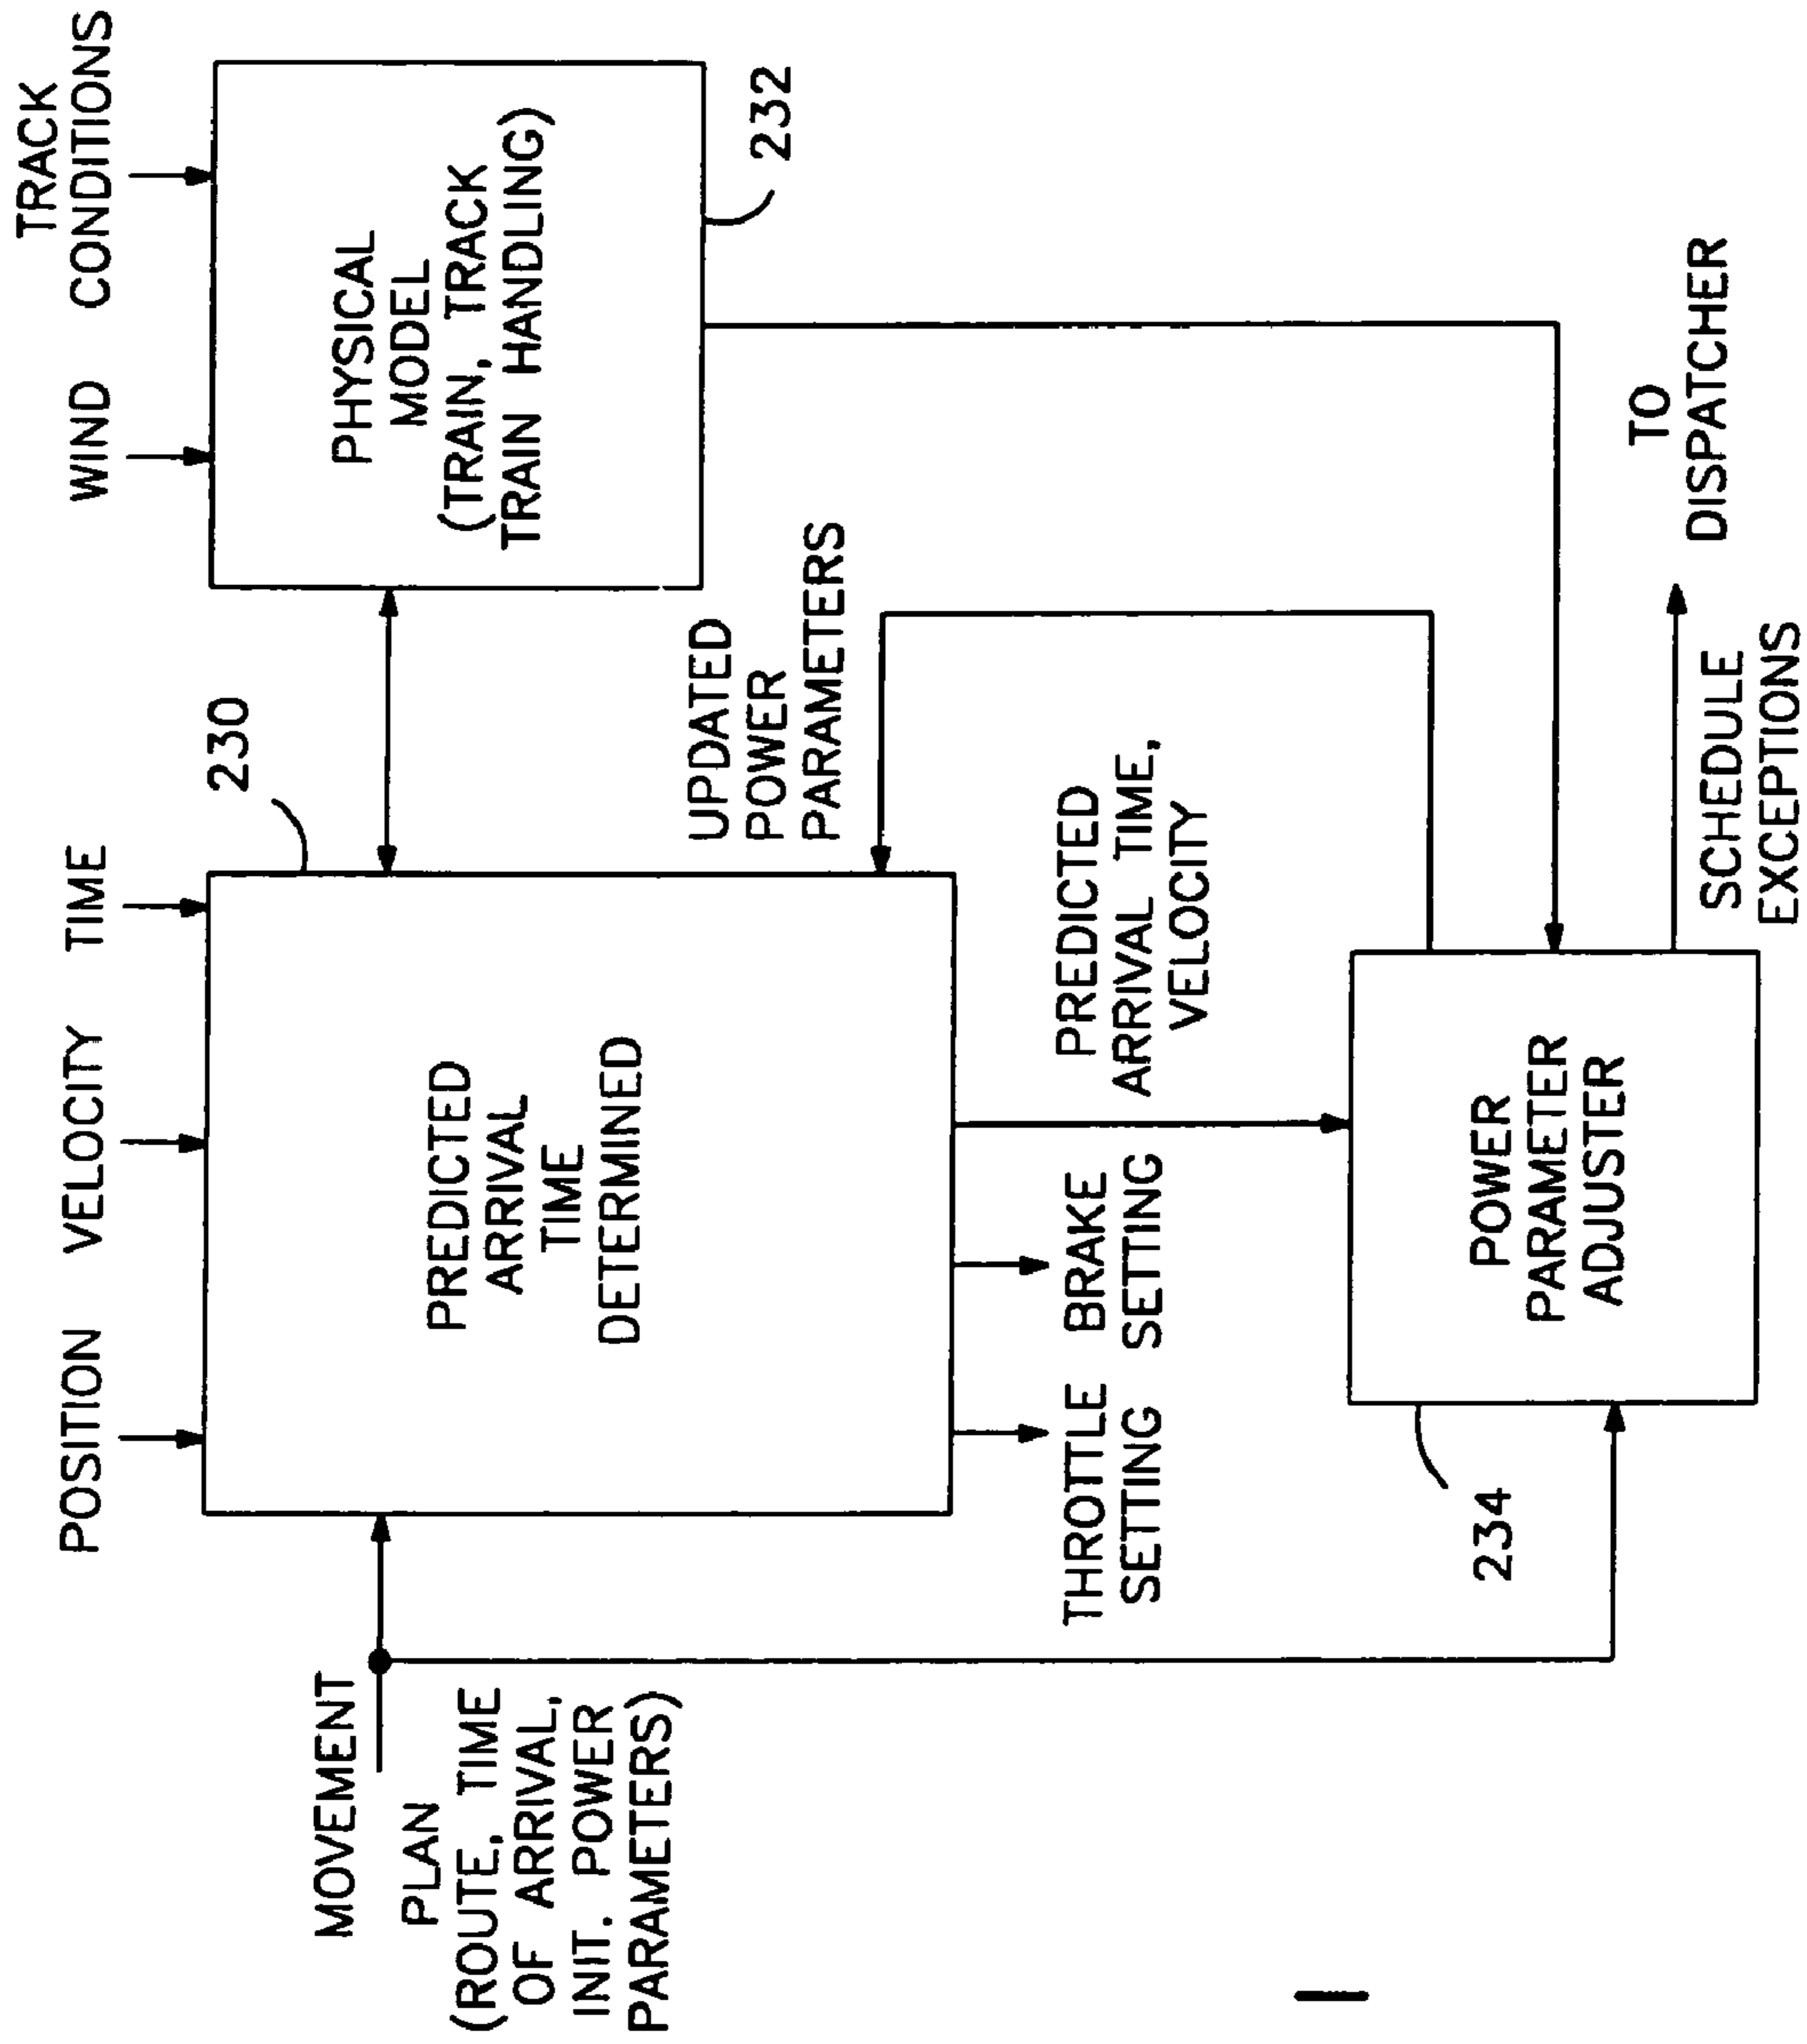 POSITION
VELOCITY
TIME
WIND
TRACK
CONDITIONS
230
MOVEMENT
PLAN
(ROUTE, TIME
OF ARRIVAL,
INIT. POWER
PARAMETERS)
PREDICTED
ARRIVAL
TIME
DETERMINED
PHYSICAL
MODEL
(TRAIN, TRACK
TRAIN HANDLING)
232
UPDATED
POWER
PARAMETERS
THROTTLE
SETTING
BRAKE
SETTING
PREDICTED
ARRIVAL TIME,
VELOCITY
234
POWER
PARAMETER
ADJUSTER
TO
DISPATCHER
SCHEDULE
EXCEPTIONS